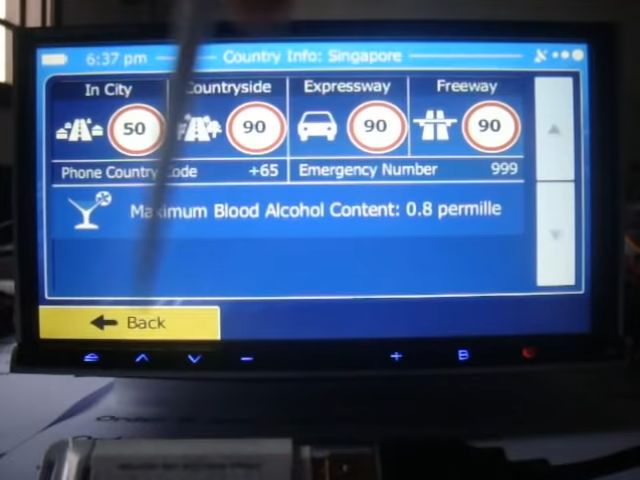 6:37 pm Country Info: Singapore
In City Countryside Expressway Freeway
50 90 90 90
Phone Country Code +65 Emergency Number 999
Maximum Blood Alcohol Content: 0.8 permille
Back
B